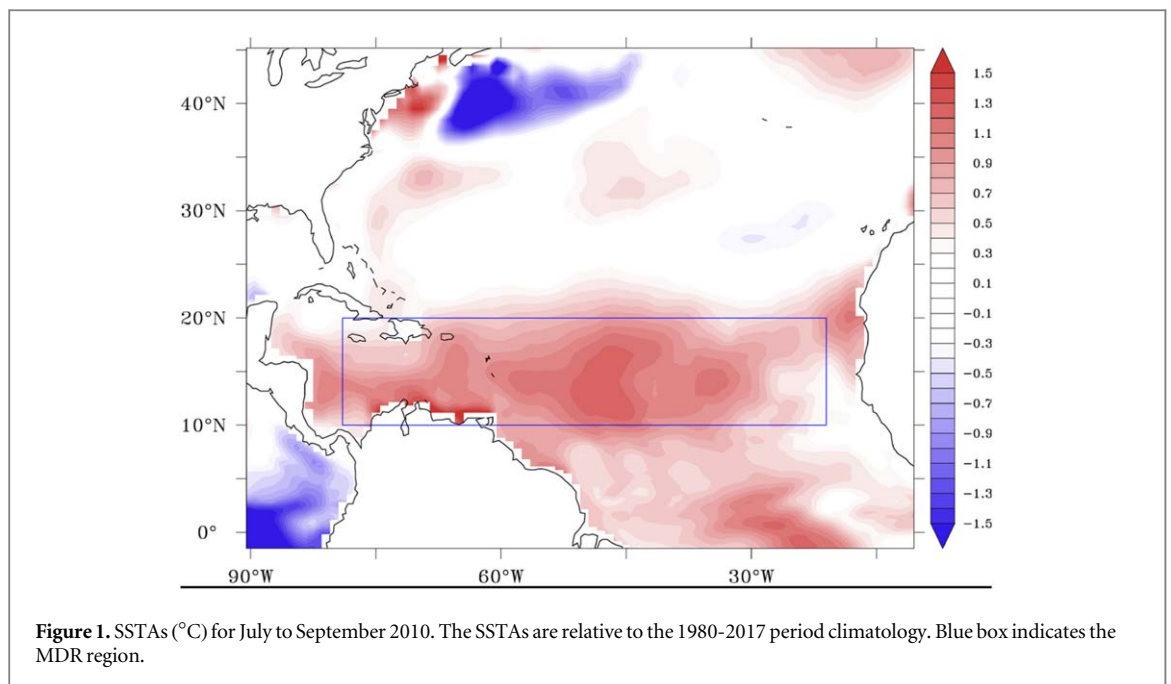 40°N
30°N
20°N
10°N
0°
90°W 60°W 30°W
1.5
1.3
1.1
0.9
0.7
0.5
0.3
0.1
−0.1
−0.3
−0.5
−0.7
−0.9
−1.1
−1.3
−1.5
Figure 1. SSTAs (°C) for July to September 2010. The SSTAs are relative to the 1980-2017 period climatology. Blue box indicates the
MDR region.